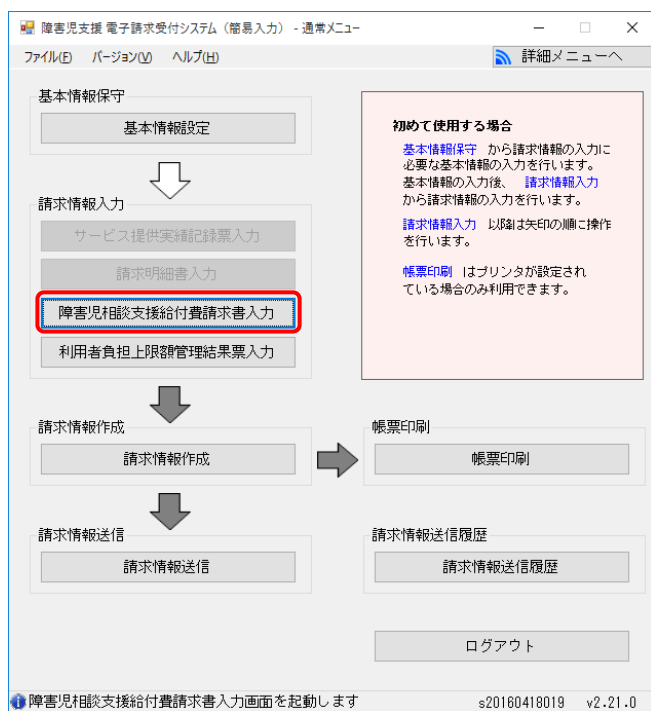 障害児支援 電子請求受付システム（簡易入力） - 通常メニュー
ファイル(F) バージョン(V) ヘルプ(H) 詳細メニューへ
基本情報保守
基本情報設定
請求情報入力
サービス提供実績記録票入力
請求明細書入力
障害児相談支援給付費請求書入力
利用者負担上限額管理結果票入力
初めて使用する場合
基本情報保守 から請求情報の入力に
必要な基本情報の入力を行います。
基本情報の入力後、 請求情報入力
から請求情報の入力を行います。
請求情報入力 以降は矢印の順に操作
を行います。
帳票印刷 はプリンタが設定され
ている場合のみ利用できます。
請求情報作成
請求情報作成
帳票印刷
帳票印刷
請求情報送信
請求情報送信
請求情報送信履歴
請求情報送信履歴
ログアウト
障害児相談支援給付費請求書入力画面を起動します s20160418019 v2.21.0